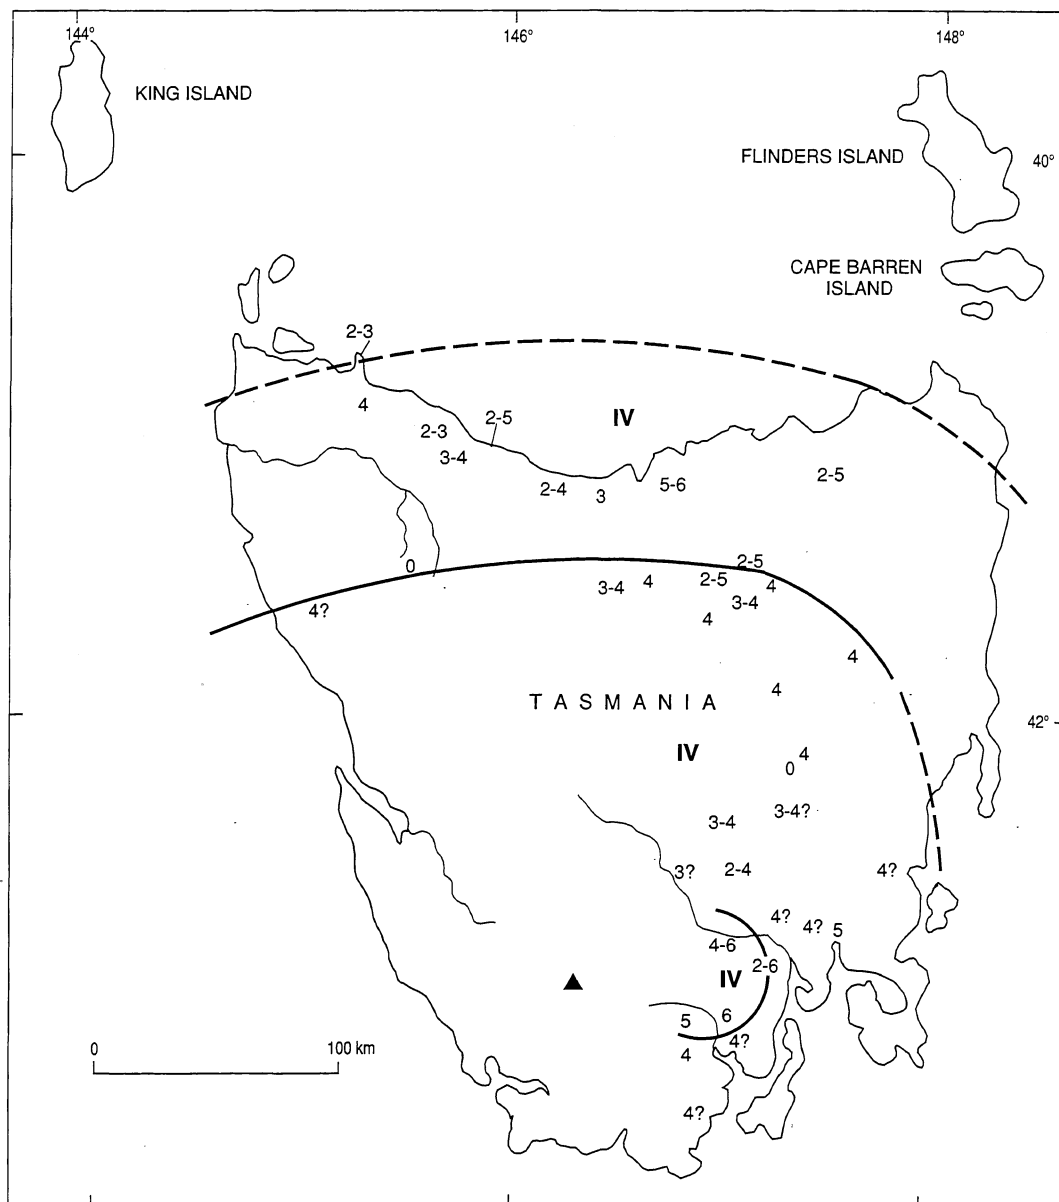 144° 146° 148°
KING ISLAND
FLINDERS ISLAND 40°
CAPE BARREN
ISLAND
2-3
4 2-5 IV
2-3
3-4
2-4 3 5-6 2-5
0 2-5
3-4 4 2-5 4
4? 3-4
4
4
4
TASMANIA
42°
IV 4
0
3-4 3-4?
3? 2-4 4?
4? 4? 5
4-6
2-6
IV
5 6
4?
0 100 km 4
4?